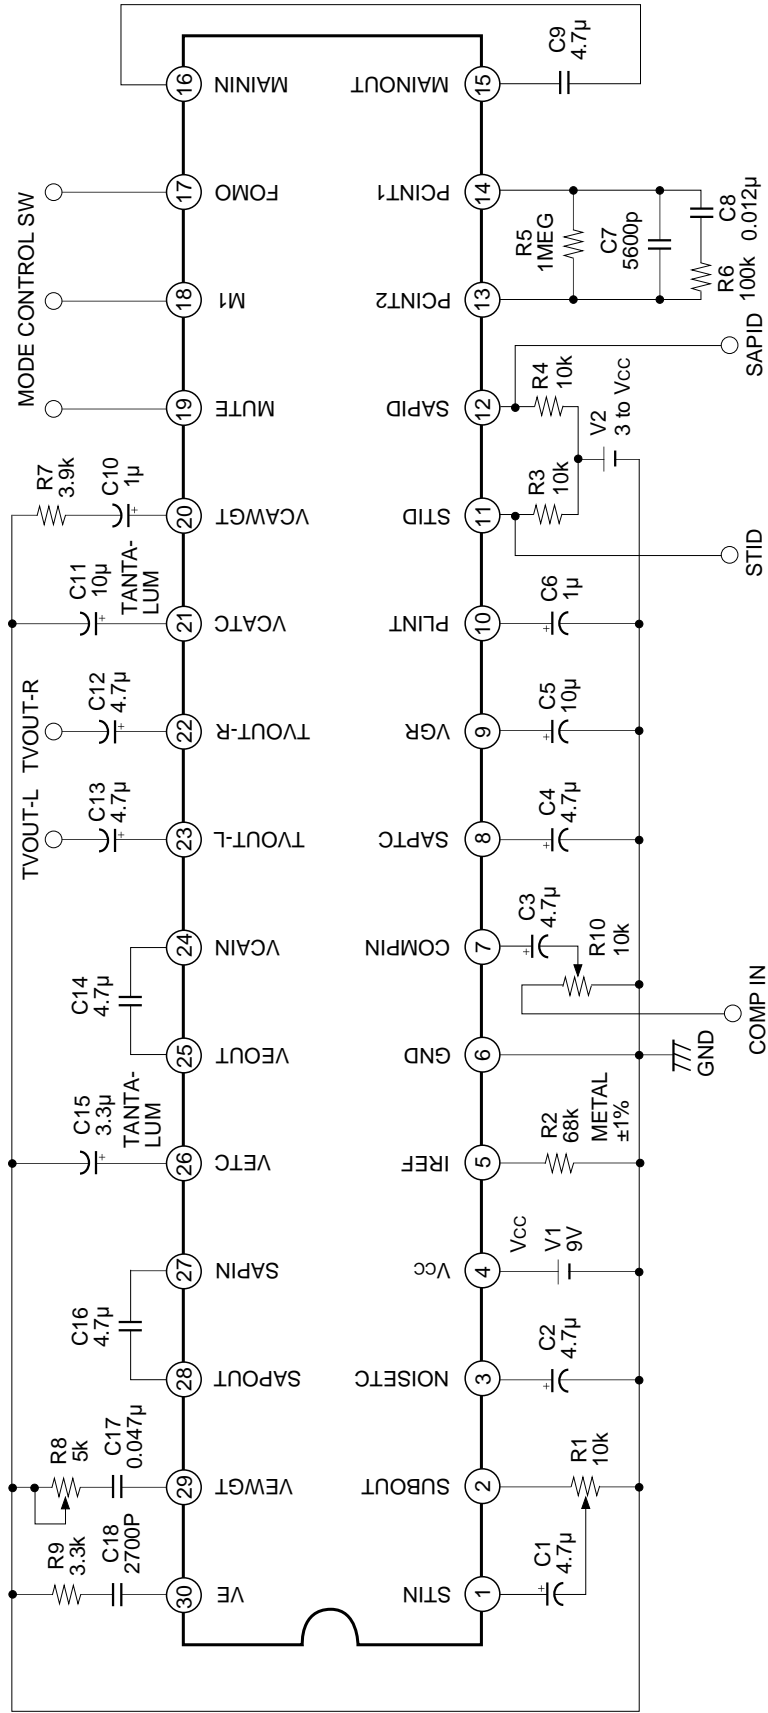 MODE CONTROL SW
TVOUT-R
TVOUT-L
R9
3.3k
C18
2700P
R8
5k
C17
0.047µ
C16
4.7µ
C15
3.3µ
TANTA-
LUM
C14
4.7µ
C13
4.7µ
C12
4.7µ
C11
10µ
TANTA-
LUM
R7
3.9k
C10
1µ
30
29
28
27
26
25
24
23
22
21
20
19
18
17
16
VE
VEWGT
SAPOUT
SAPIN
VETC
VEOUT
VCAIN
TVOUT-L
TVOUT-R
VCATC
VCAWGT
MUTE
M1
FOMO
MAININ
STIN
SUBOUT
NOISETC
VCC
IREF
GND
COMPIN
SAPTC
VGR
PLINT
STID
SAPID
PCINT2
PCINT1
MAINOUT
1
2
3
4
5
6
7
8
9
10
11
12
13
14
15
C1
4.7µ
R1
10k
C2
4.7µ
VCC
V1
9V
R2
68k
METAL
±1%
GND
C3
4.7µ
R10
10k
COMP IN
C4
4.7µ
C5
10µ
C6
1µ
R3
10k
R4
10k
V2
3 to VCC
STID
SAPID
R5
1MEG
C7
5600p
R6
100k
C8
0.012µ
C9
4.7µ